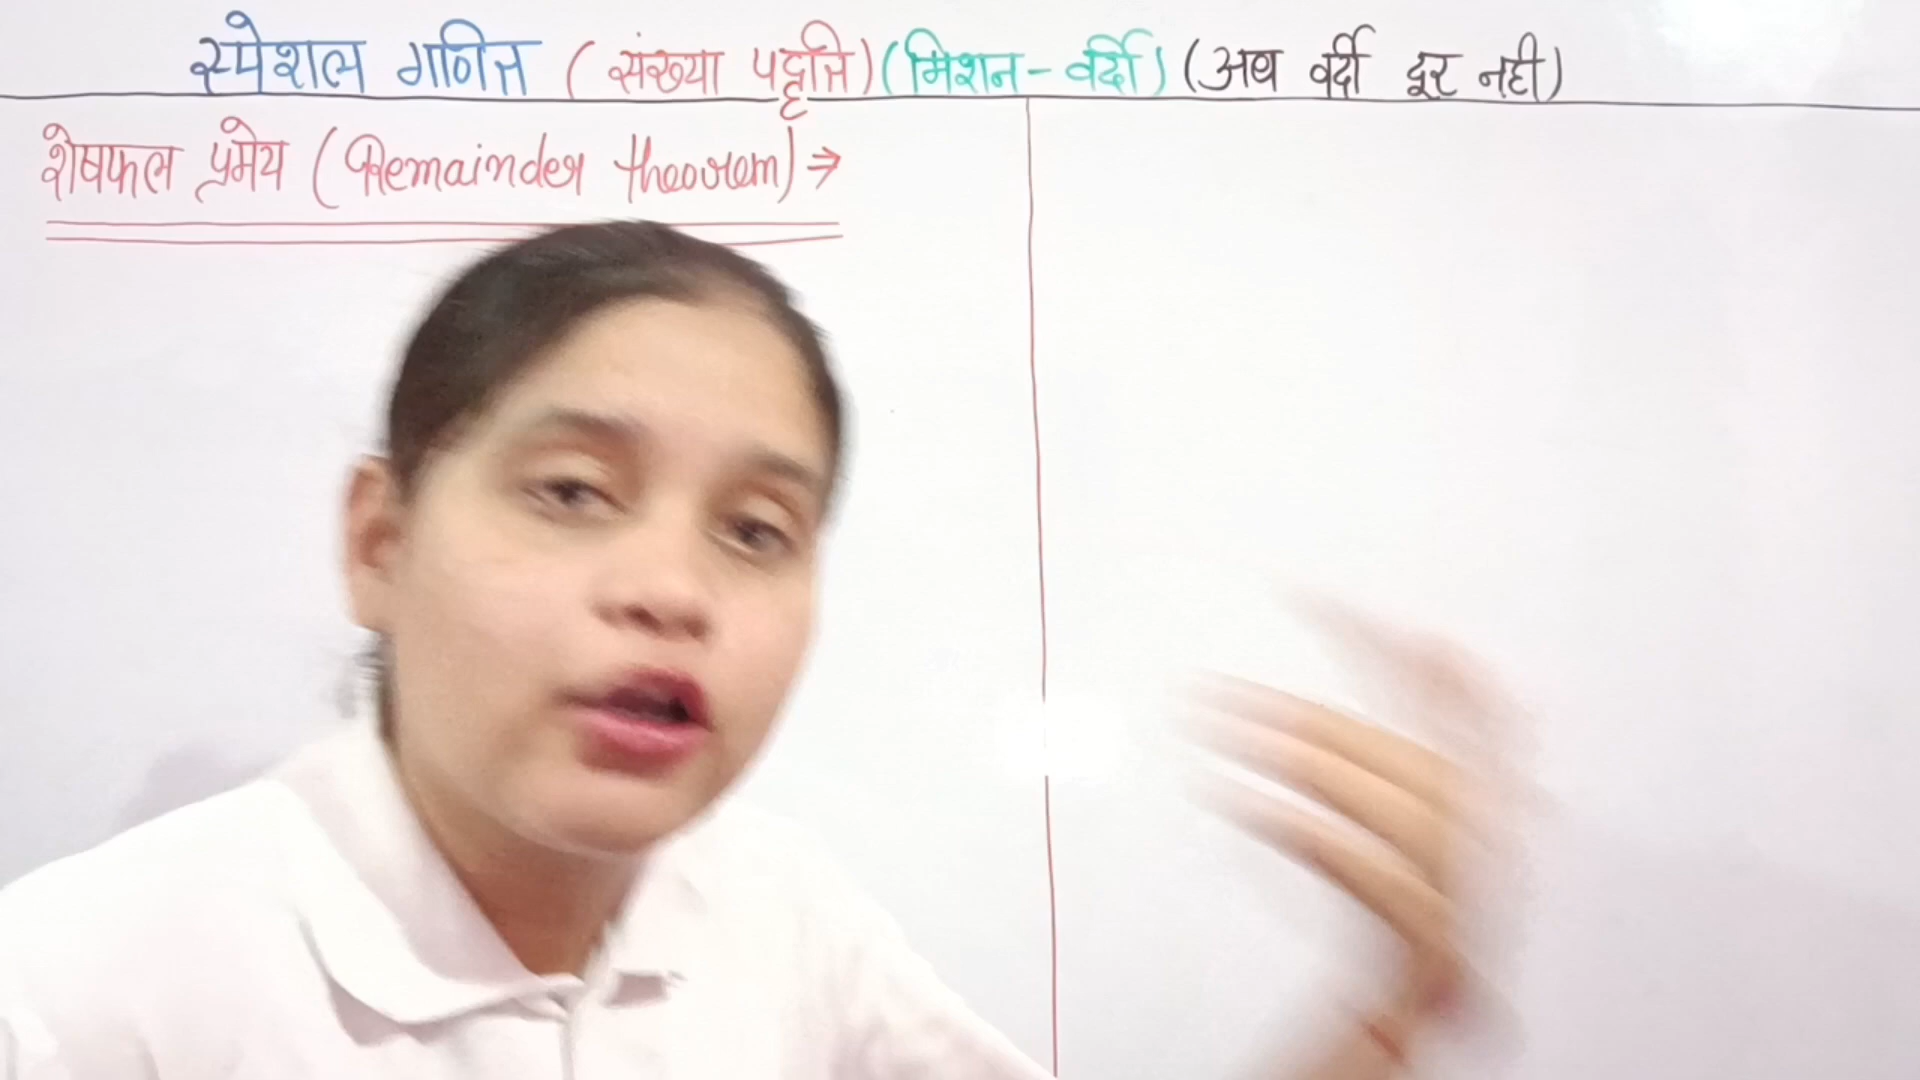 स्पेशल गणित (संख्या पद्धति) (मिशन - वर्दी) (अब वर्दी दूर नही)
शेषफल प्रमेय (Remainder theorem) →